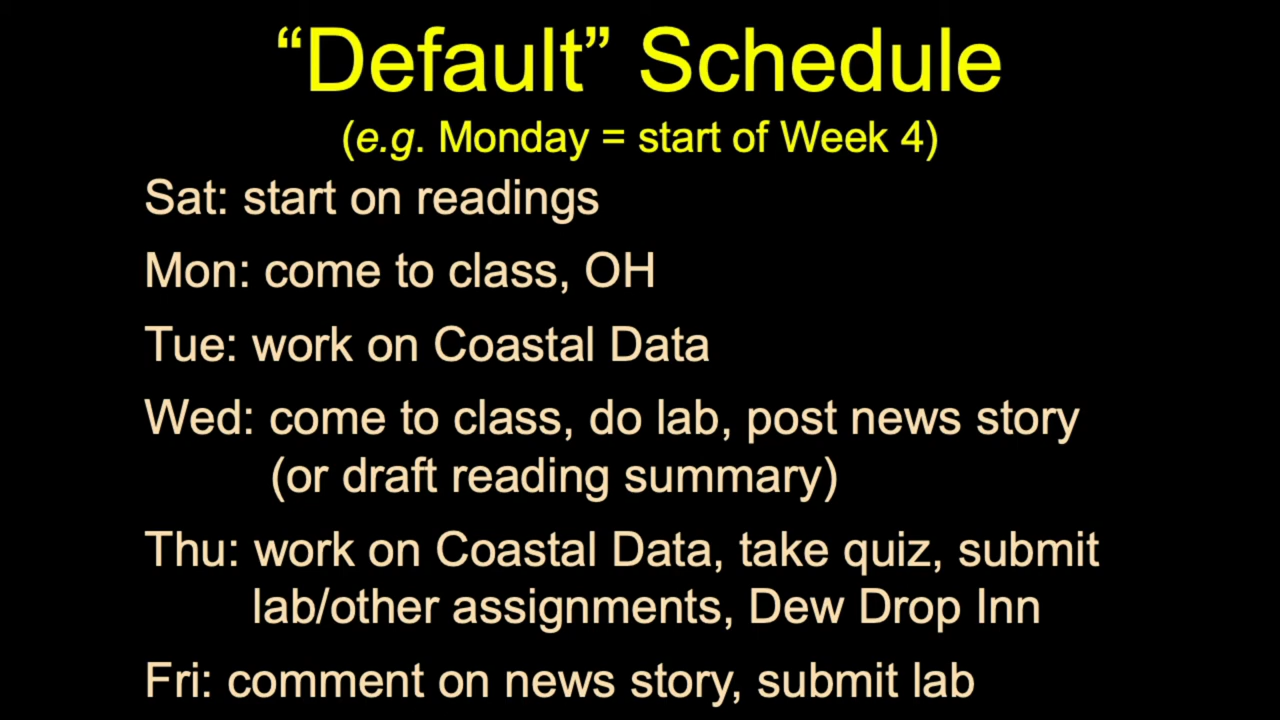 “Default” Schedule
(e.g. Monday = start of Week 4)
Sat: start on readings
Mon: come to class, OH
Tue: work on Coastal Data
Wed: come to class, do lab, post news story
(or draft reading summary)
Thu: work on Coastal Data, take quiz, submit
lab/other assignments, Dew Drop Inn
Fri: comment on news story, submit lab